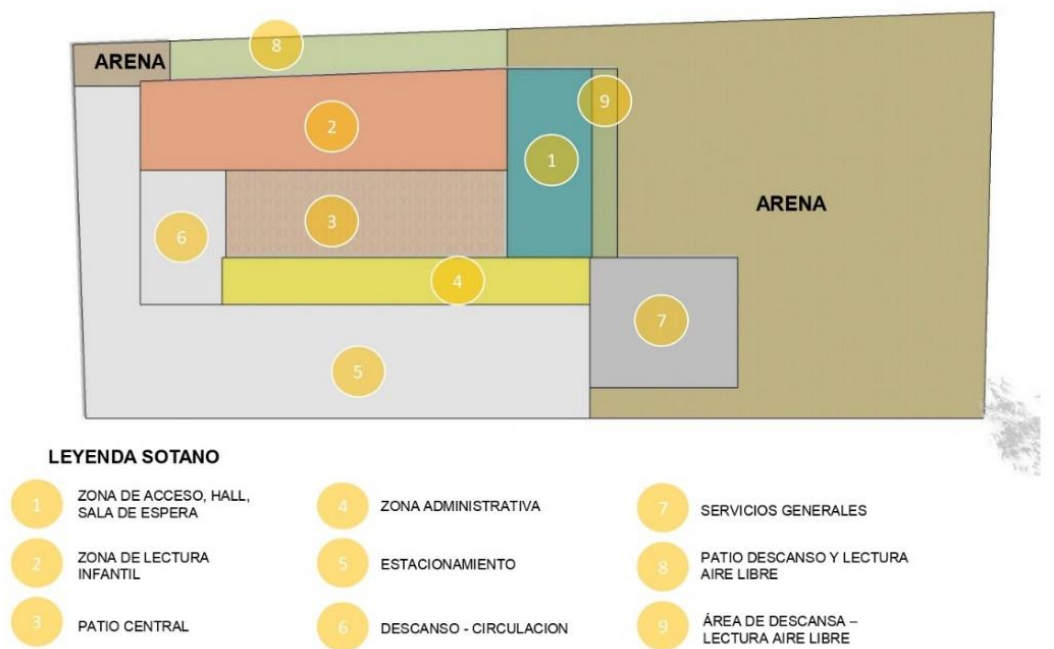 ARENA
8
9
2
1
ARENA
3
6
4
7
5
LEYENDA SOTANO
1 ZONA DE ACCESO, HALL,
SALA DE ESPERA
4 ZONA ADMINISTRATIVA
7 SERVICIOS GENERALES
2 ZONA DE LECTURA
INFANTIL
5 ESTACIONAMIENTO
8 PATIO DESCANSO Y LECTURA
AIRE LIBRE
3 PATIO CENTRAL
6 DESCANSO - CIRCULACION
9 ÁREA DE DESCANSA –
LECTURA AIRE LIBRE